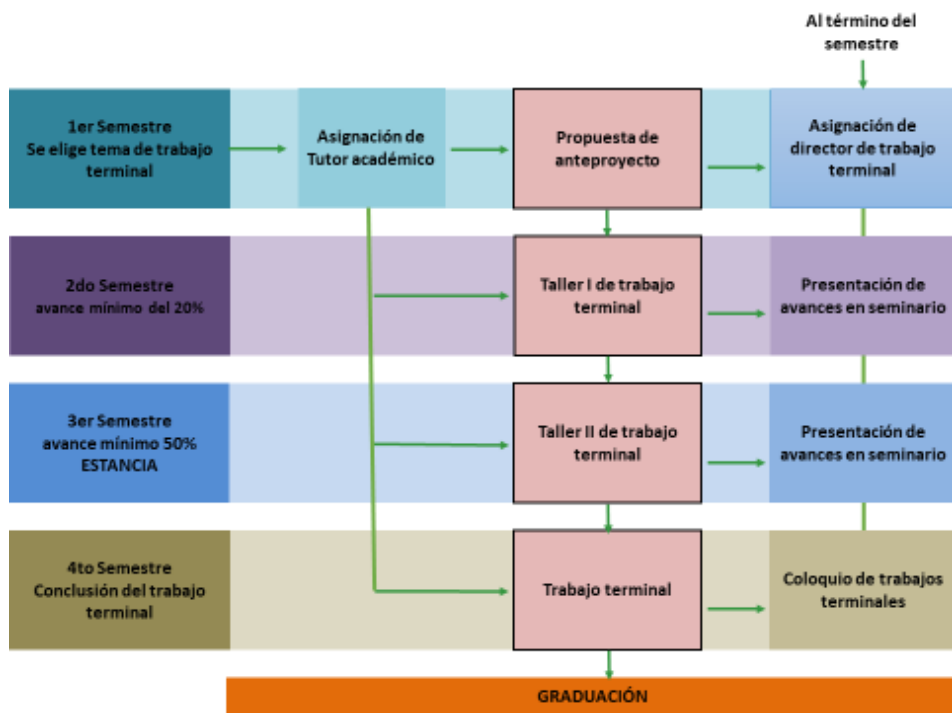 Al término del
semestre
1er Semestre
Se elige tema de trabajo
terminal
Asignación de
Tutor académico
Propuesta de
anteproyecto
Asignación de
director de trabajo
terminal
2do Semestre
avance mínimo del 20%
Taller I de trabajo
terminal
Presentación de
avances en seminario
3er Semestre
avance mínimo 50%
ESTANCIA
Taller II de trabajo
terminal
Presentación de
avances en seminario
4to Semestre
Conclusión del trabajo
terminal
Trabajo terminal
Coloquio de trabajos
terminales
GRADUACIÓN